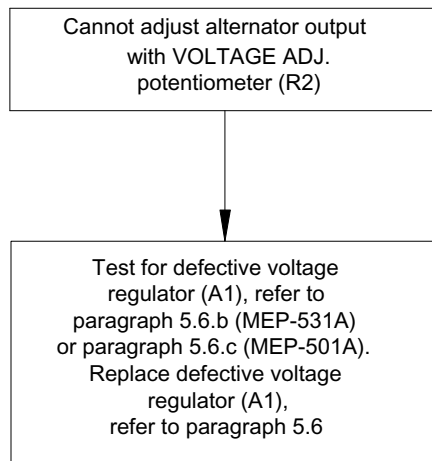 Cannot adjust alternator output
with VOLTAGE ADJ.
potentiometer (R2)
Test for defective voltage
regulator (A1), refer to
paragraph 5.6.b (MEP-531A)
or paragraph 5.6.c (MEP-501A).
Replace defective voltage
regulator (A1),
refer to paragraph 5.6